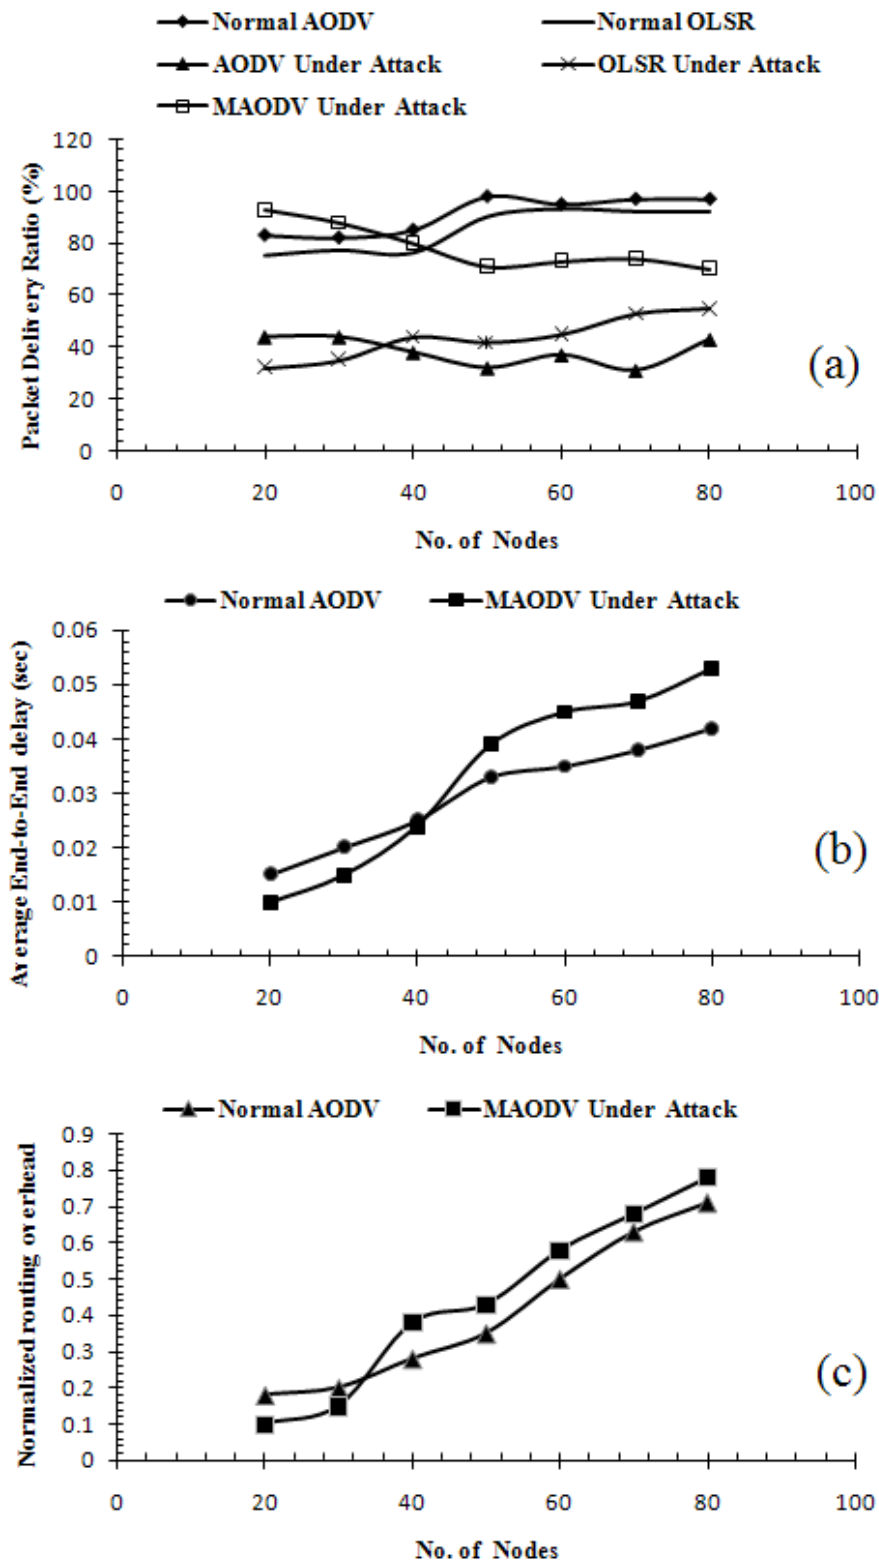 Normal AODV Normal OLSR
AODV Under Attack OLSR Under Attack
MAODV Under Attack
Packet Delivery Ratio (%)
120
100
80
60
40
20
0
(a)
0 20 40 60 80 100
No. of Nodes
Normal AODV MAODV Under Attack
Average End-to-End delay (sec)
0.06
0.05
0.04
0.03
0.02
0.01
0
(b)
0 20 40 60 80 100
No. of Nodes
Normal AODV MAODV Under Attack
Normalized routing overhead
0.9
0.8
0.7
0.6
0.5
0.4
0.3
0.2
0.1
0
(c)
0 20 40 60 80 100
No. of Nodes